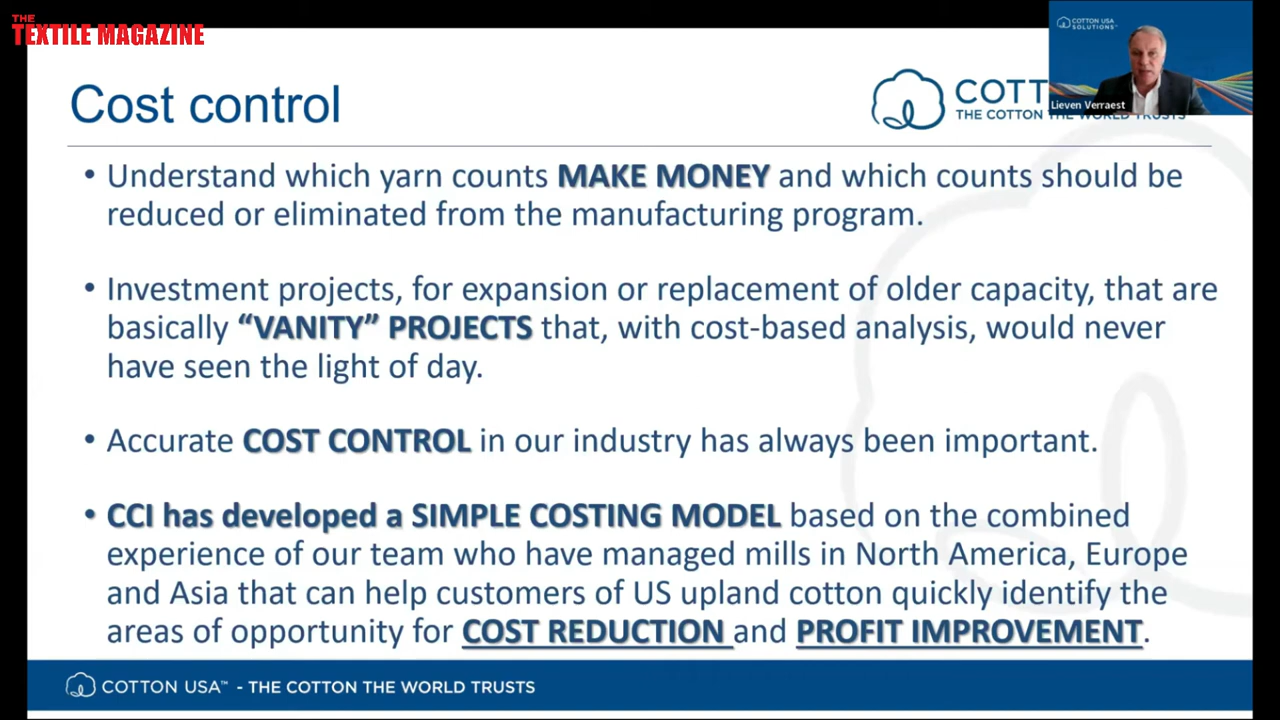 THE
TEXTILE MAGAZINE
COTTON USA
SOLUTIONS™
Lieven Verraest
Cost control
COTT
THE COTTON THE WORLD TRUSTS
• Understand which yarn counts MAKE MONEY and which counts should be
reduced or eliminated from the manufacturing program.
• Investment projects, for expansion or replacement of older capacity, that are
basically “VANITY” PROJECTS that, with cost-based analysis, would never
have seen the light of day.
• Accurate COST CONTROL in our industry has always been important.
• CCI has developed a SIMPLE COSTING MODEL based on the combined
experience of our team who have managed mills in North America, Europe
and Asia that can help customers of US upland cotton quickly identify the
areas of opportunity for COST REDUCTION and PROFIT IMPROVEMENT.
COTTON USA™ - THE COTTON THE WORLD TRUSTS